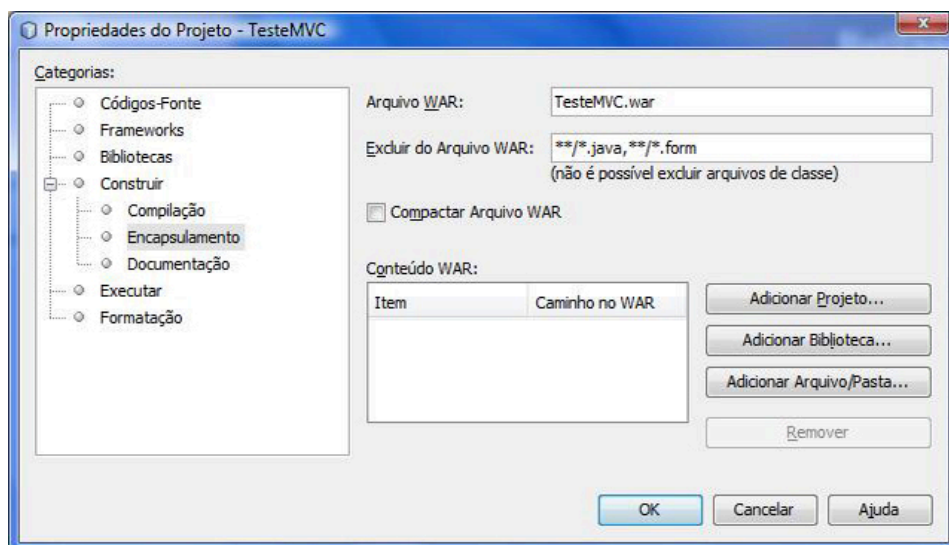 Propriedades do Projeto - TesteMVC
Categorias:
Códigos-Fonte
Frameworks
Bibliotecas
Construir
Compilação
Encapsulamento
Documentação
Executar
Formatação
Arquivo WAR: TesteMVC.war
Excluir do Arquivo WAR: **/*.java,**/*.form
(não é possível excluir arquivos de classe)
Compactar Arquivo WAR
Conteúdo WAR:
Item Caminho no WAR
Adicionar Projeto...
Adicionar Biblioteca...
Adicionar Arquivo/Pasta...
Remover
OK Cancelar Ajuda